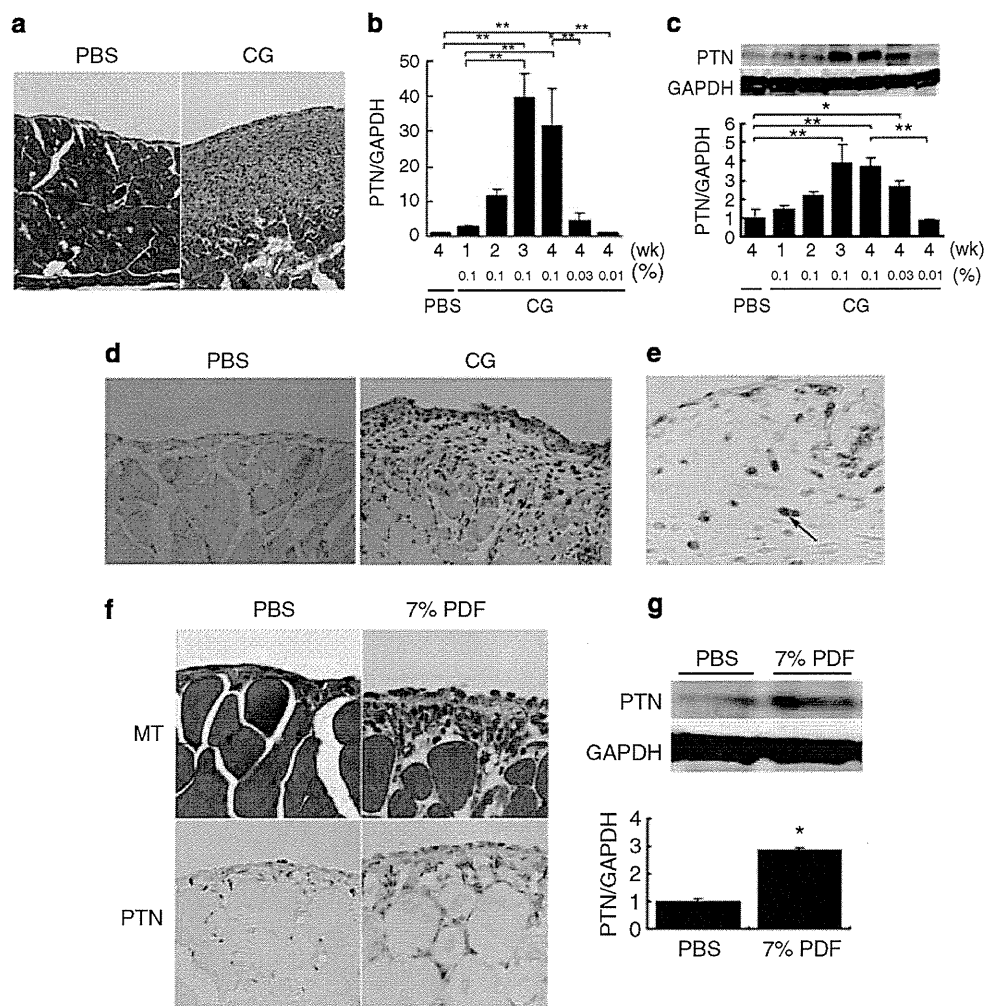 a
PBS CG
b
** **
** **
**
**
PTN/GAPDH
50
40
30
20
10
0
4 1 2 3 4 4 4 (wk)
0.1 0.1 0.1 0.1 0.03 0.01 (%)
PBS CG
c
PTN
GAPDH
*
**
** **
PTN/GAPDH
6
5
4
3
2
1
0
4 1 2 3 4 4 4 (wk)
0.1 0.1 0.1 0.1 0.03 0.01 (%)
PBS CG
d
PBS CG
e
f
PBS 7% PDF
MT
PTN
g
PBS 7% PDF
PTN
GAPDH
PTN/GAPDH
4
3
2
1
0
*
PBS 7% PDF